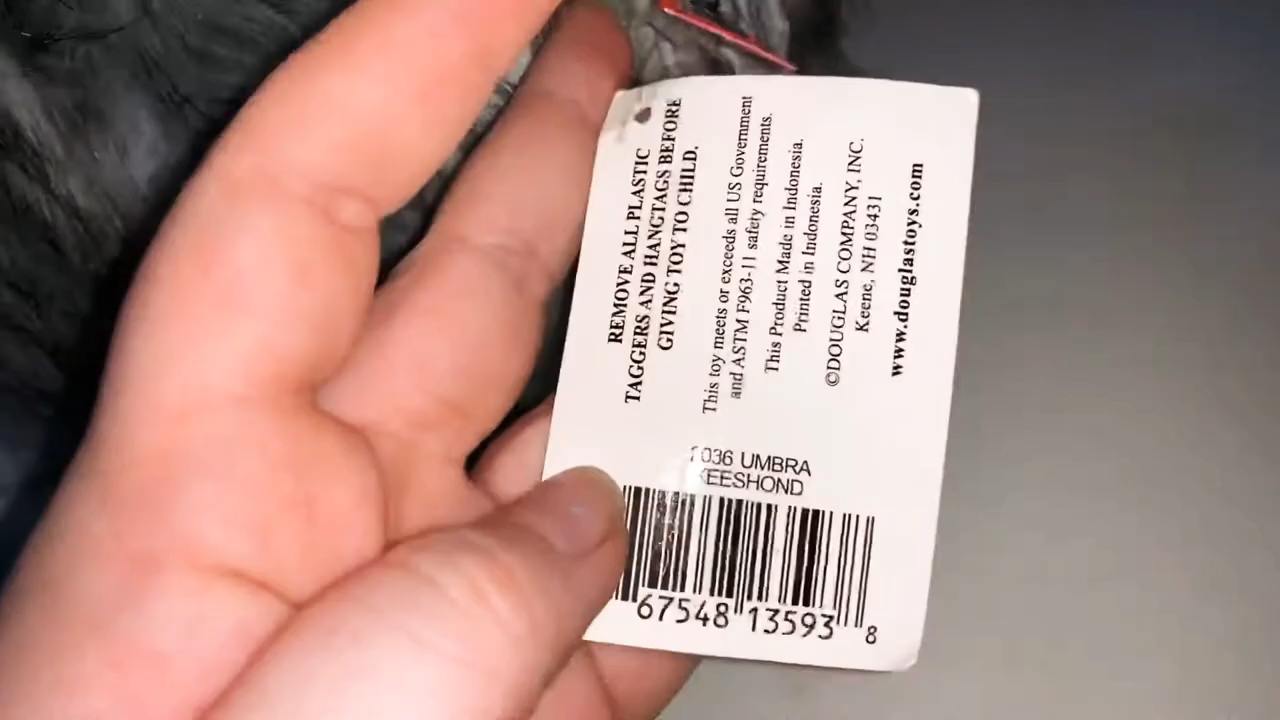 REMOVE ALL PLASTIC
TAGGERS AND HANGTAGS BEFORE
GIVING TOY TO CHILD.
This toy meets or exceeds all US Government
and ASTM F963-11 safety requirements.
This Product Made in Indonesia.
Printed in Indonesia.
©DOUGLAS COMPANY, INC.
Keene, NH 03431
www.douglastoys.com
036 UMBRA
KEESHOND
67548 13593 8